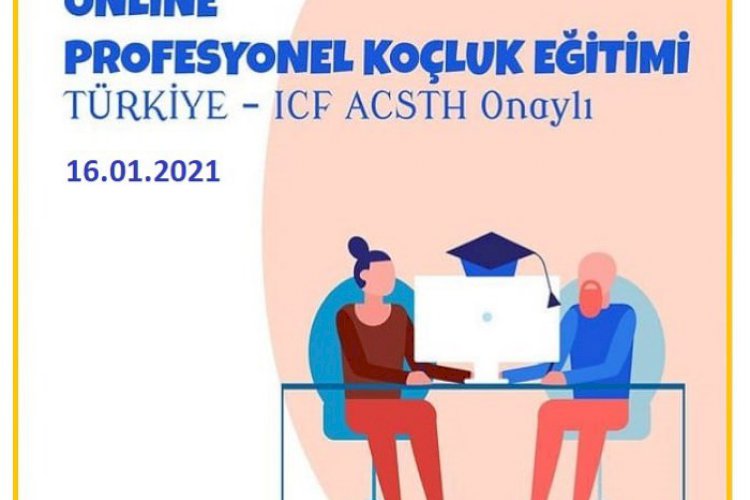 ONLINE
PROFESYONEL KOÇLUK EĞİTİMİ
TÜRKİYE – ICF ACSTH Onaylı
16.01.2021